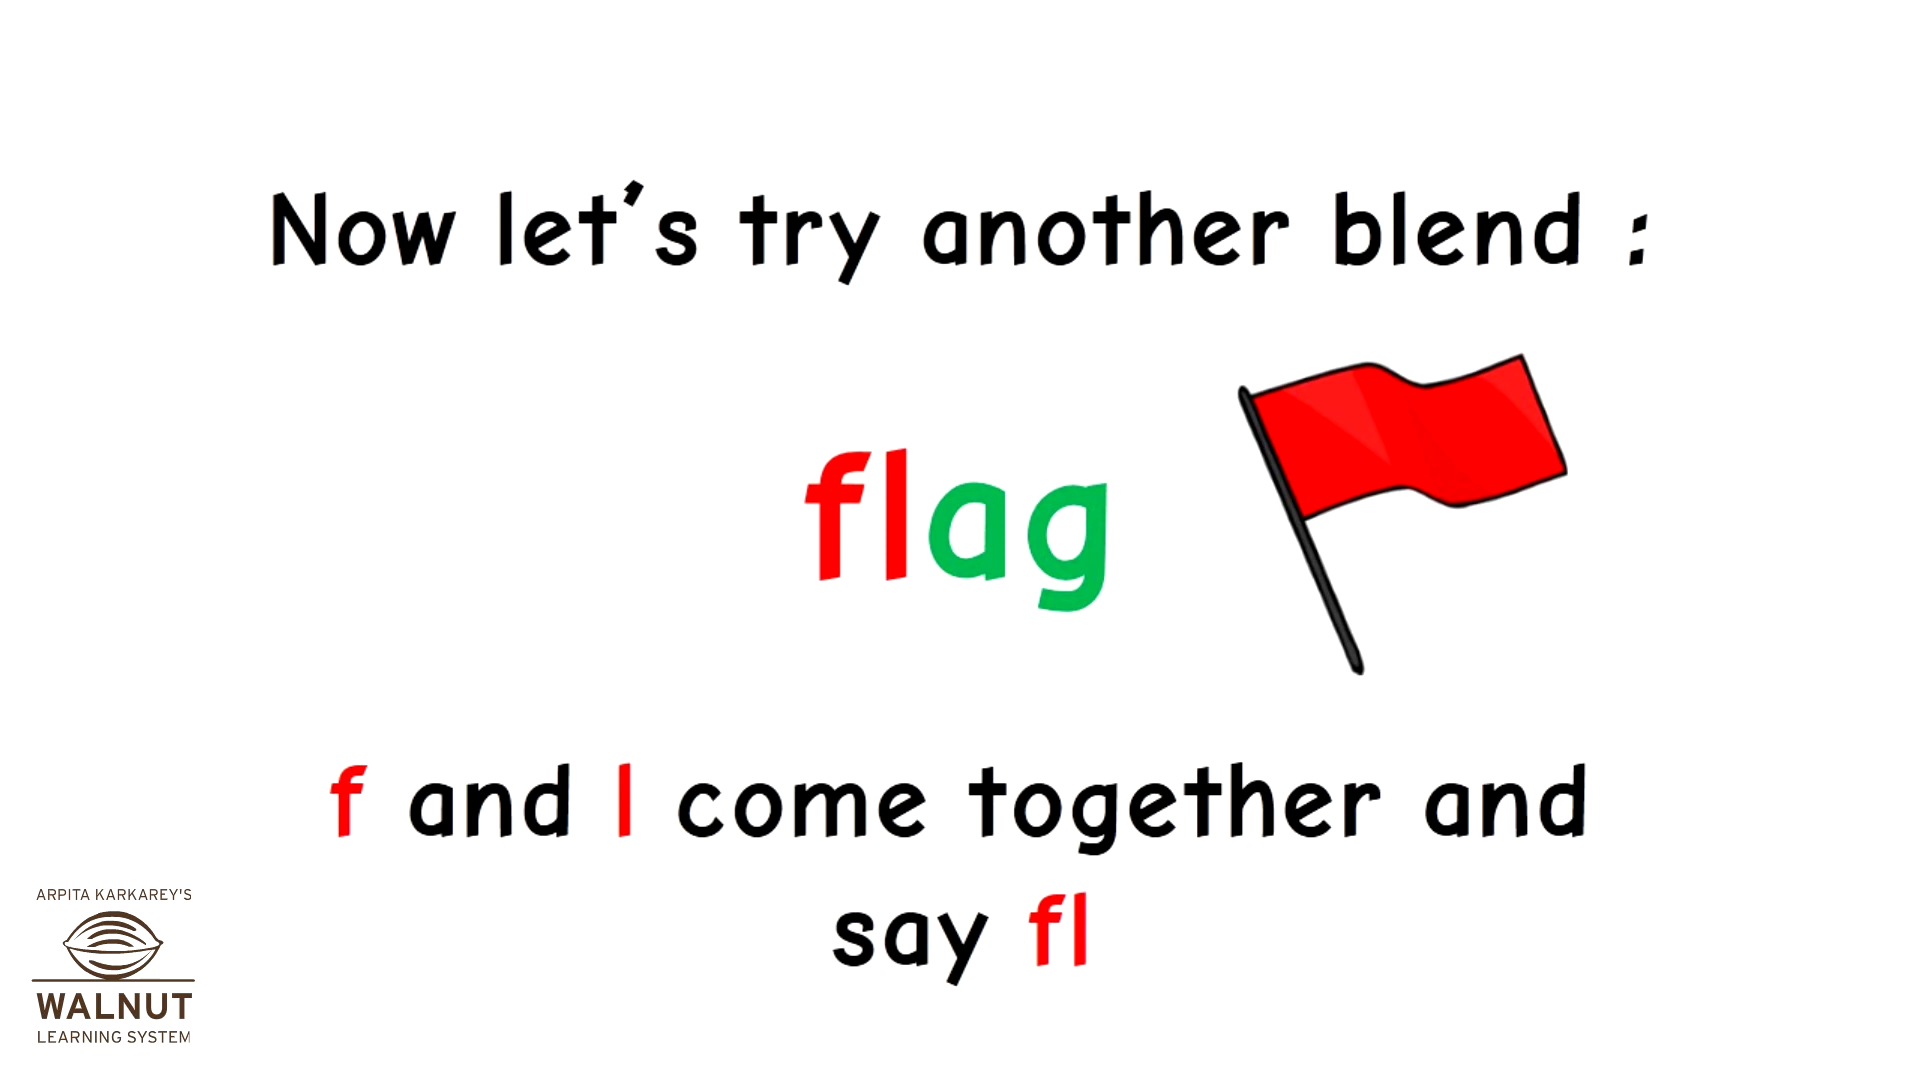 Now let's try another blend :
flag
f and l come together and
say fl
ARPITA KARKAREY'S
WALNUT
LEARNING SYSTEM